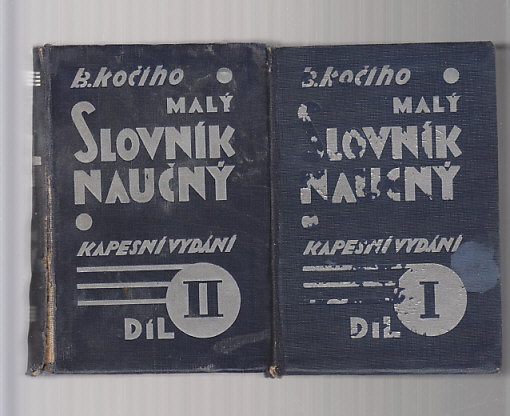 B. Kočího
MALÝ
SLOVNÍK
NAUČNÝ
KAPESNÍ VYDÁNÍ
II
DÍL
B. Kočího
MALÝ
SLOVNÍK
NAUČNÝ
KAPESNÍ VYDÁNÍ
I
DÍL